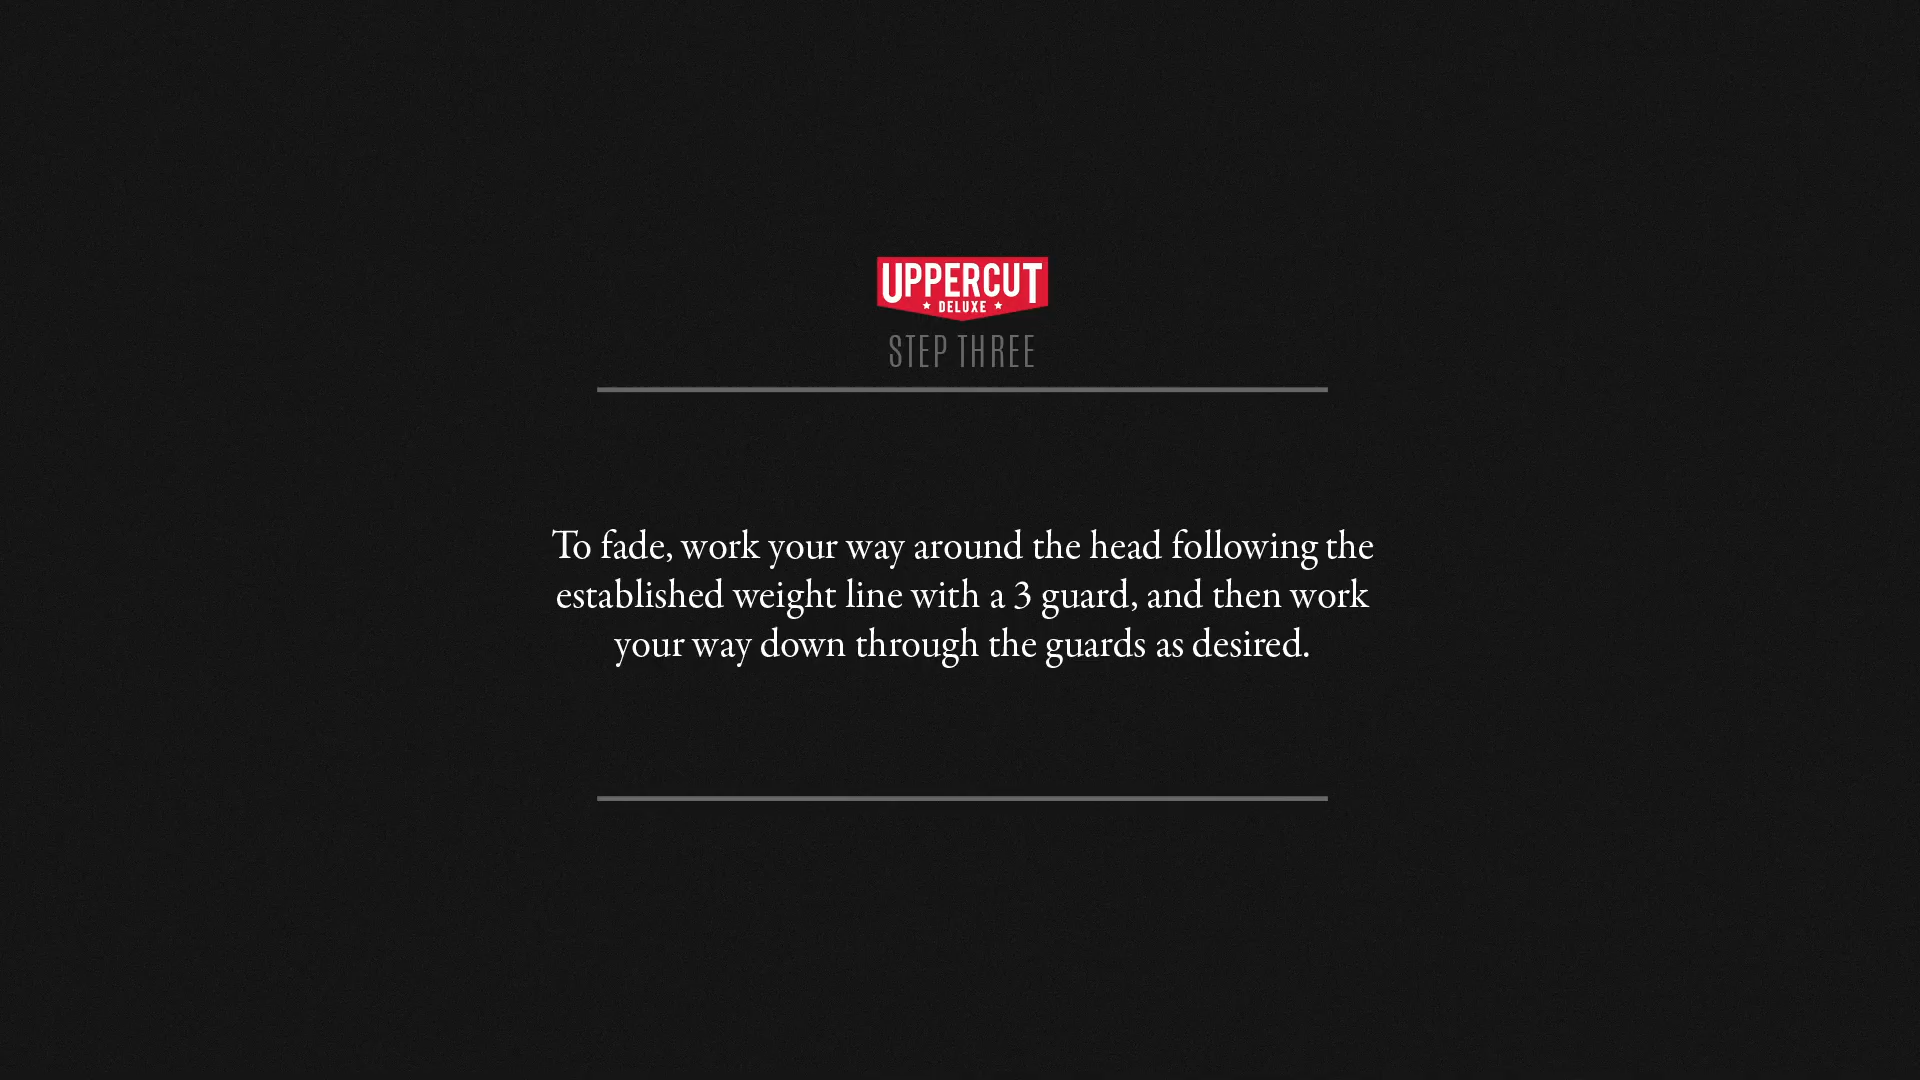 UPPERCUT
DELUXE
STEP THREE
To fade, work your way around the head following the
established weight line with a 3 guard, and then work
your way down through the guards as desired.